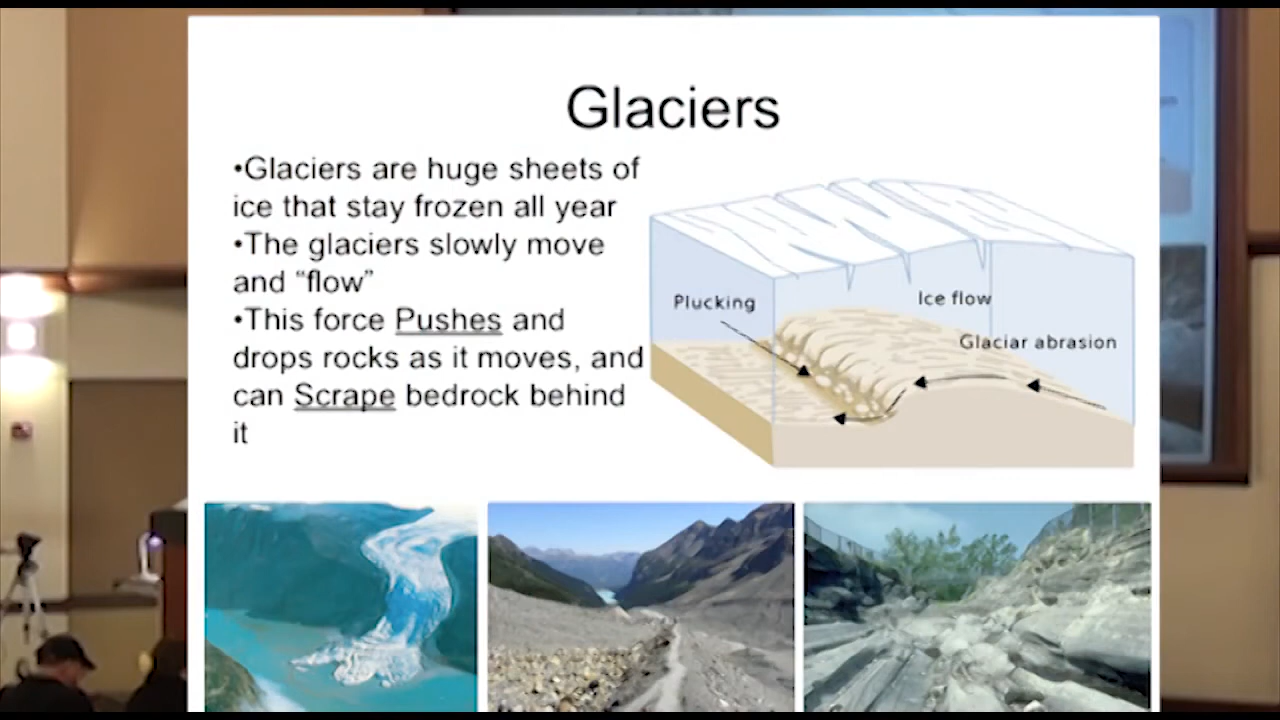 Glaciers
•Glaciers are huge sheets of
ice that stay frozen all year
•The glaciers slowly move
and “flow”
•This force Pushes and
drops rocks as it moves, and
can Scrape bedrock behind
it
Plucking
Ice flow
Glaciar abrasion